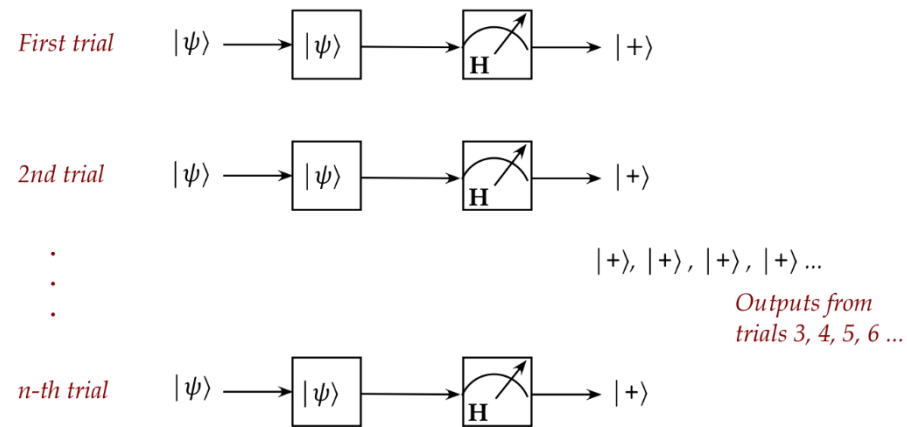 First trial |ψ⟩ |ψ⟩ H |+⟩
2nd trial |ψ⟩ |ψ⟩ H |+⟩
.
.
.
|+⟩, |+⟩ , |+⟩ , |+⟩ ...
Outputs from
trials 3, 4, 5, 6 ...
n-th trial |ψ⟩ |ψ⟩ H |+⟩